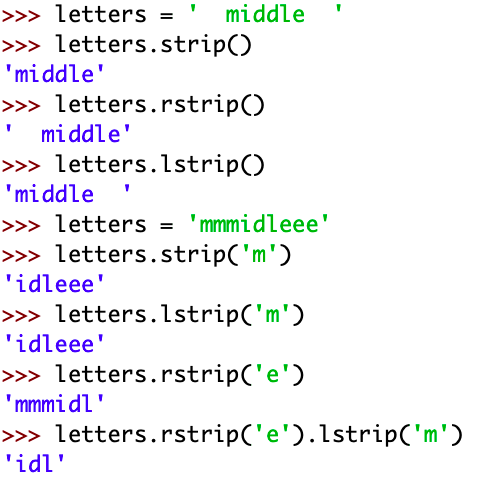 >>> letters = '  middle  '
>>> letters.strip()
'middle'
>>> letters.rstrip()
'  middle'
>>> letters.lstrip()
'middle  '
>>> letters = 'mmmidleee'
>>> letters.strip('m')
'idleee'
>>> letters.lstrip('m')
'idleee'
>>> letters.rstrip('e')
'mmmidl'
>>> letters.rstrip('e').lstrip('m')
'idl'